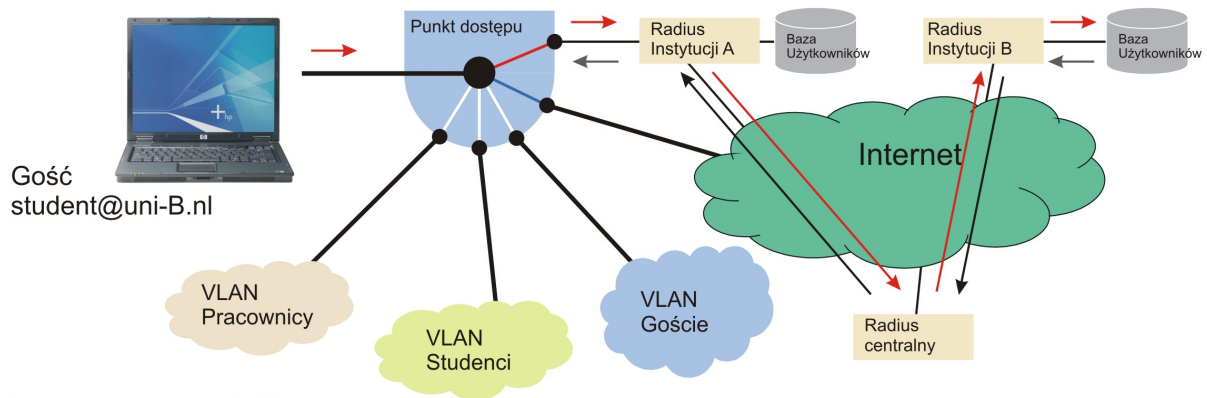 Punkt dostępu
Radius
Instytucji A
Baza
Użytkowników
Radius
Instytucji B
Baza
Użytkowników
hp
Internet
Gość
student@uni-B.nl
VLAN
Pracownicy
VLAN
Studenci
VLAN
Goście
Radius
centralny